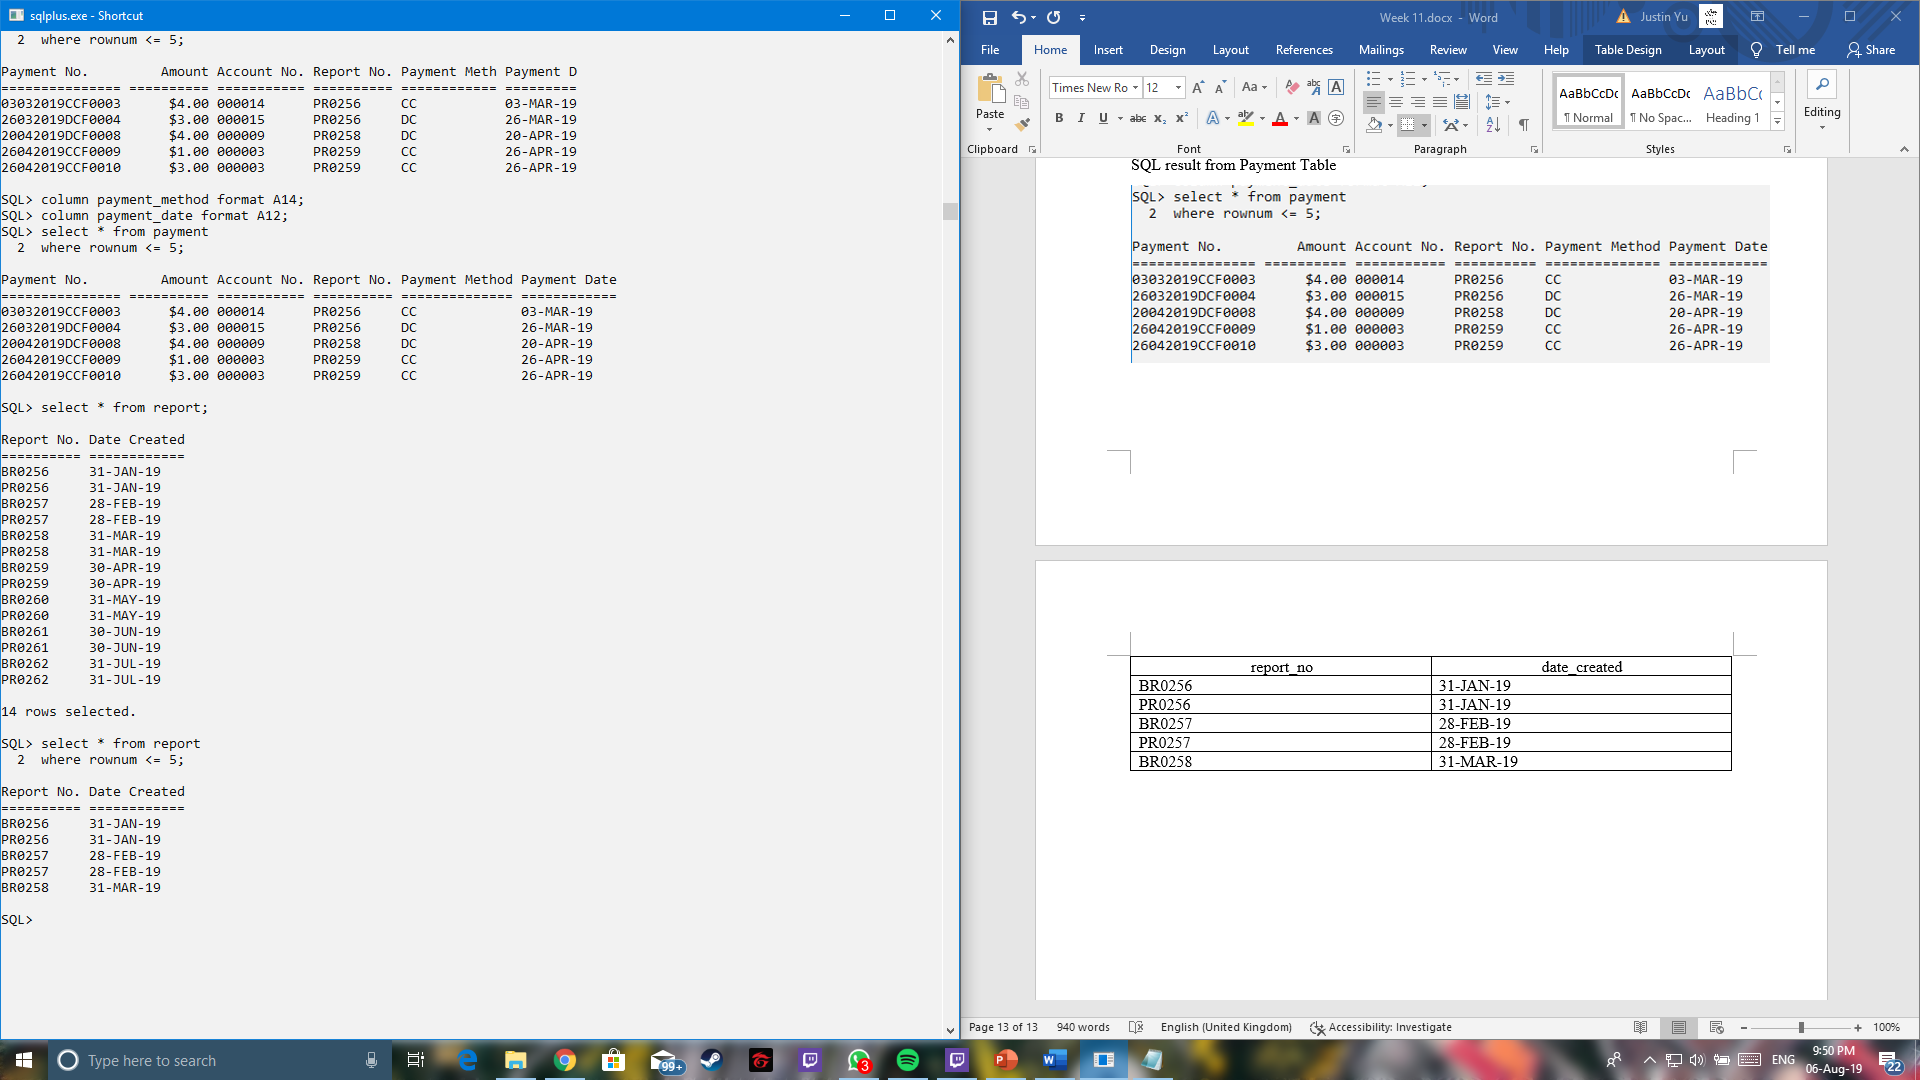 sqlplus.exe - Shortcut
  2  where rownum <= 5;
Payment No.         Amount Account No. Report No. Payment Meth Payment D
=============== ========== =========== ========== ============ =========
03032019CCF0003      $4.00 000014      PR0256     CC           03-MAR-19
26032019DCF0004      $3.00 000015      PR0256     DC           26-MAR-19
20042019DCF0008      $4.00 000009      PR0258     DC           20-APR-19
26042019CCF0009      $1.00 000003      PR0259     CC           26-APR-19
26042019CCF0010      $3.00 000003      PR0259     CC           26-APR-19
SQL> column payment_method format A14;
SQL> column payment_date format A12;
SQL> select * from payment
  2  where rownum <= 5;
Payment No.         Amount Account No. Report No. Payment Method Payment Date
=============== ========== =========== ========== ============== ============
03032019CCF0003      $4.00 000014      PR0256     CC             03-MAR-19
26032019DCF0004      $3.00 000015      PR0256     DC             26-MAR-19
20042019DCF0008      $4.00 000009      PR0258     DC             20-APR-19
26042019CCF0009      $1.00 000003      PR0259     CC             26-APR-19
26042019CCF0010      $3.00 000003      PR0259     CC             26-APR-19
SQL> select * from report;
Report No. Date Created
========== ============
BR0256     31-JAN-19
PR0256     31-JAN-19
BR0257     28-FEB-19
PR0257     28-FEB-19
BR0258     31-MAR-19
PR0258     31-MAR-19
BR0259     30-APR-19
PR0259     30-APR-19
BR0260     31-MAY-19
PR0260     31-MAY-19
BR0261     30-JUN-19
PR0261     30-JUN-19
BR0262     31-JUL-19
PR0262     31-JUL-19
14 rows selected.
SQL> select * from report
  2  where rownum <= 5;
Report No. Date Created
========== ============
BR0256     31-JAN-19
PR0256     31-JAN-19
BR0257     28-FEB-19
PR0257     28-FEB-19
BR0258     31-MAR-19
SQL>
Week 11.docx - Word
Justin Yu
File Home Insert Design Layout References Mailings Review View Help Table Design Layout Tell me Share
Times New Ro 12 Aa
Paste
B I U abc x₂ x²
AaBbCcDc AaBbCcDc AaBbCc
¶ Normal ¶ No Spac... Heading 1
Editing
Clipboard Font Paragraph Styles
SQL result from Payment Table
SQL> select * from payment
  2  where rownum <= 5;
Payment No.         Amount Account No. Report No. Payment Method Payment Date
=============== ========== =========== ========== ============== ============
03032019CCF0003      $4.00 000014      PR0256     CC             03-MAR-19
26032019DCF0004      $3.00 000015      PR0256     DC             26-MAR-19
20042019DCF0008      $4.00 000009      PR0258     DC             20-APR-19
26042019CCF0009      $1.00 000003      PR0259     CC             26-APR-19
26042019CCF0010      $3.00 000003      PR0259     CC             26-APR-19
report_no date_created
BR0256 31-JAN-19
PR0256 31-JAN-19
BR0257 28-FEB-19
PR0257 28-FEB-19
BR0258 31-MAR-19
Page 13 of 13 940 words English (United Kingdom) Accessibility: Investigate 100%
Type here to search
99+
3
ENG
9:50 PM
06-Aug-19
22